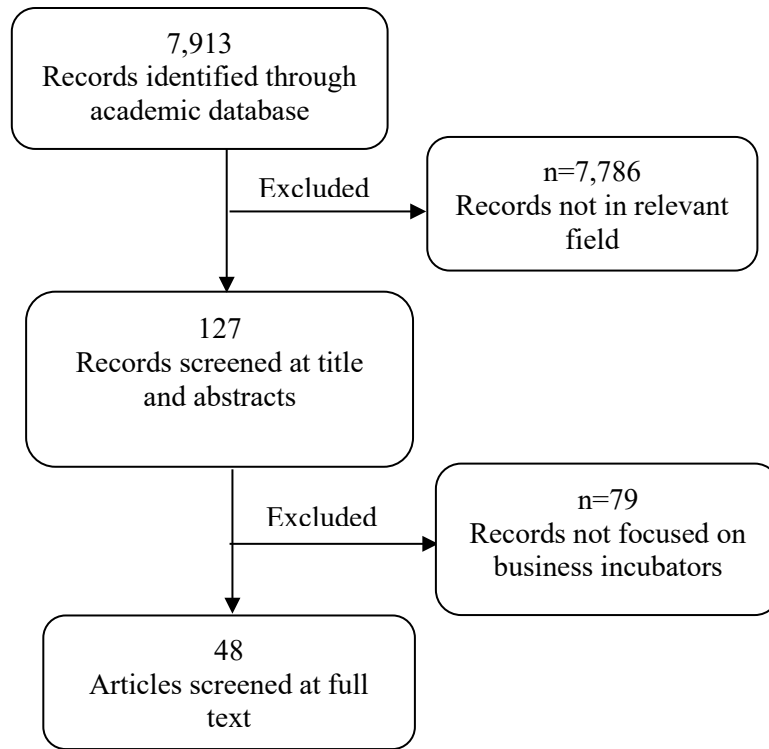 7,913
Records identified through
academic database
Excluded
n=7,786
Records not in relevant
field
127
Records screened at title
and abstracts
Excluded
n=79
Records not focused on
business incubators
48
Articles screened at full
text